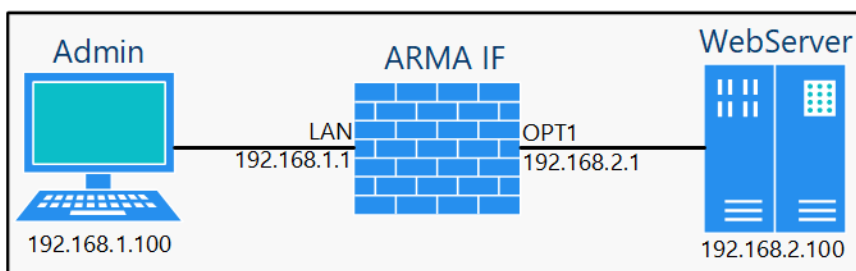 Admin
ARMA IF
WebServer
LAN
OPT1
192.168.1.1
192.168.2.1
192.168.1.100
192.168.2.100